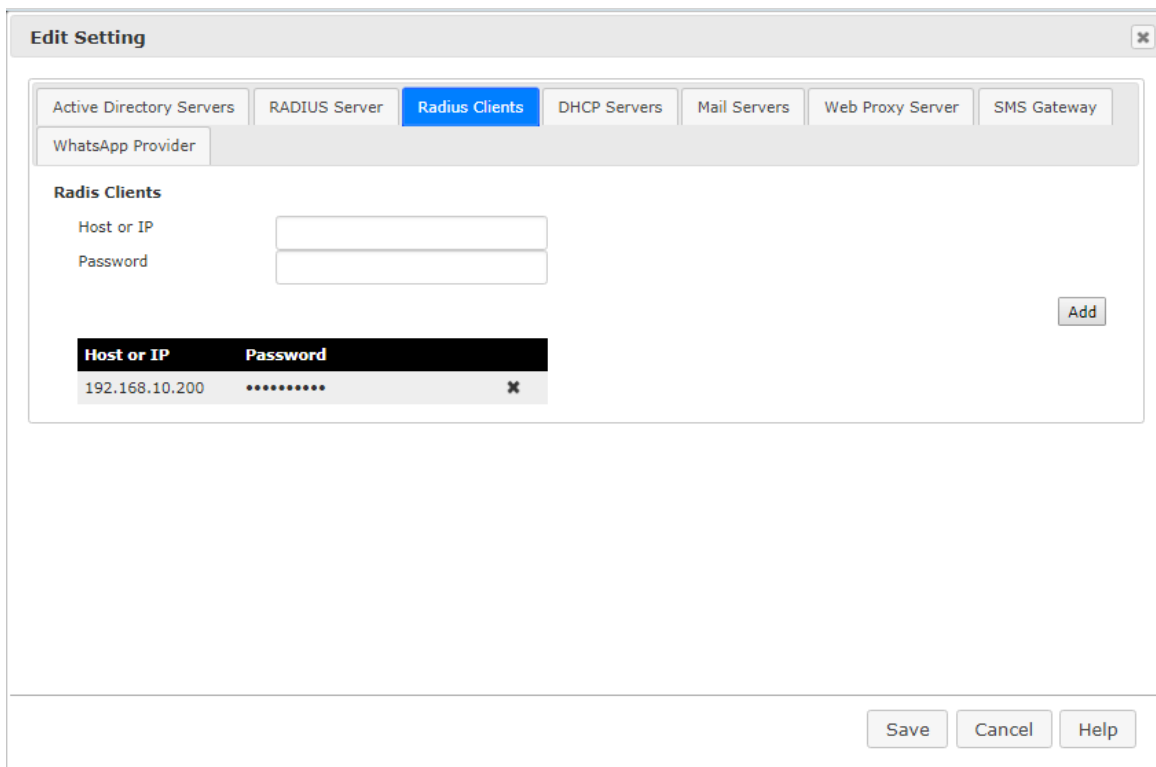 Edit Setting
Active Directory Servers RADIUS Server Radius Clients DHCP Servers Mail Servers Web Proxy Server SMS Gateway
WhatsApp Provider
Radis Clients
Host or IP
Password
Add
Host or IP Password
192.168.10.200 ••••••••••
Save Cancel Help